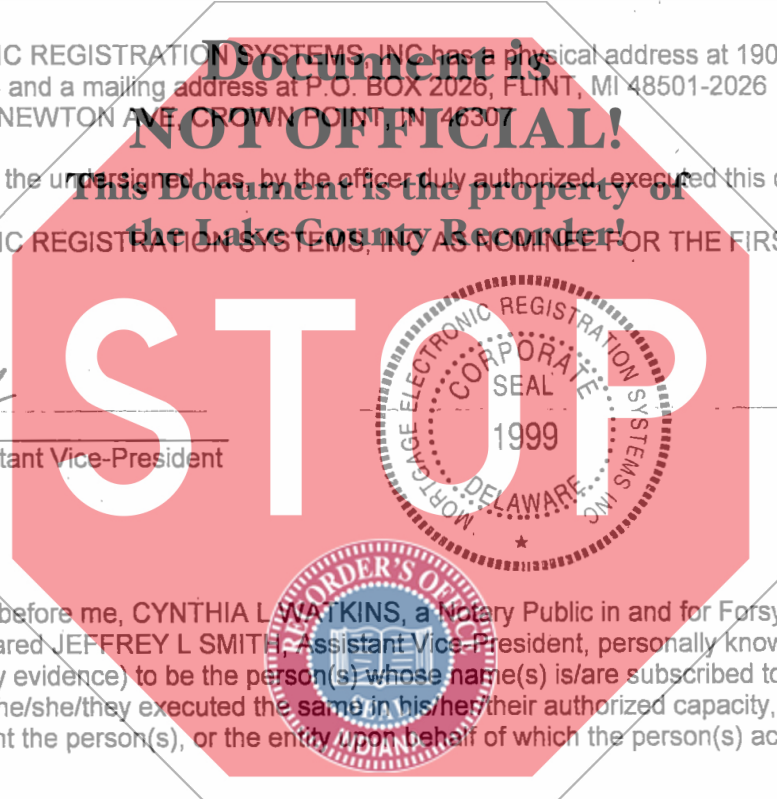 IC REGISTRATION SYSTEMS, INC has a physical address at 190
and a mailing address at P.O. BOX 2026, FLINT, MI 48501-2026
NEWTON AVE, CROWN POINT, IN 46307
Document is
NOT OFFICIAL!
This Document is the property of
the Lake County Recorder!
the undersigned has, by the officer duly authorized, executed this
IC REGISTRATION SYSTEMS, INC AS NOMINEE FOR THE FIRS
STOP
MORTGAGE ELECTRONIC REGISTRATION SYSTEMS INC
CORPORATE
SEAL
1999
DELAWARE
tant Vice-President
RECORDER'S OFFICE
SEAL
INDIANA
before me, CYNTHIA L WATKINS, a Notary Public in and for Forsy
ared JEFFREY L SMITH, Assistant Vice-President, personally know
y evidence) to be the person(s) whose name(s) is/are subscribed to
he/she/they executed the same in his/her/their authorized capacity,
nt the person(s), or the entity upon behalf of which the person(s) ac